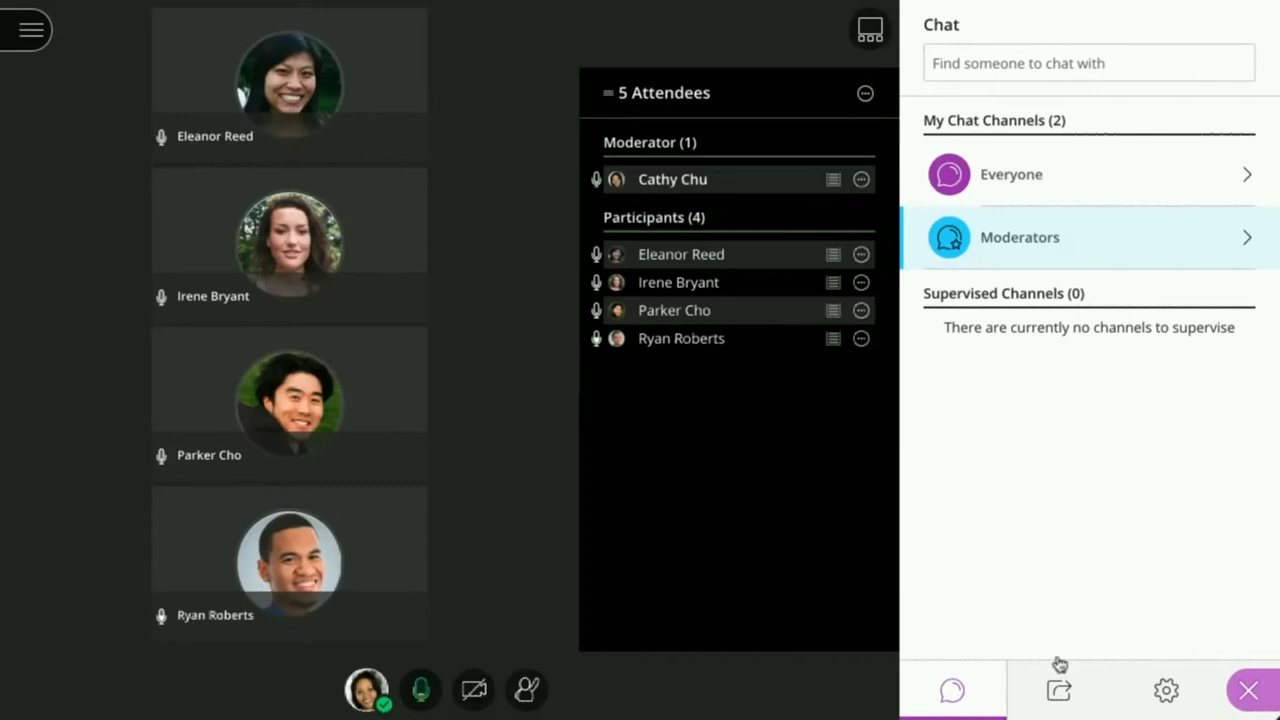 Eleanor Reed
Irene Bryant
Parker Cho
Ryan Roberts
5 Attendees
Moderator (1)
Cathy Chu
Participants (4)
Eleanor Reed
Irene Bryant
Parker Cho
Ryan Roberts
Chat
Find someone to chat with
My Chat Channels (2)
Everyone
Moderators
Supervised Channels (0)
There are currently no channels to supervise